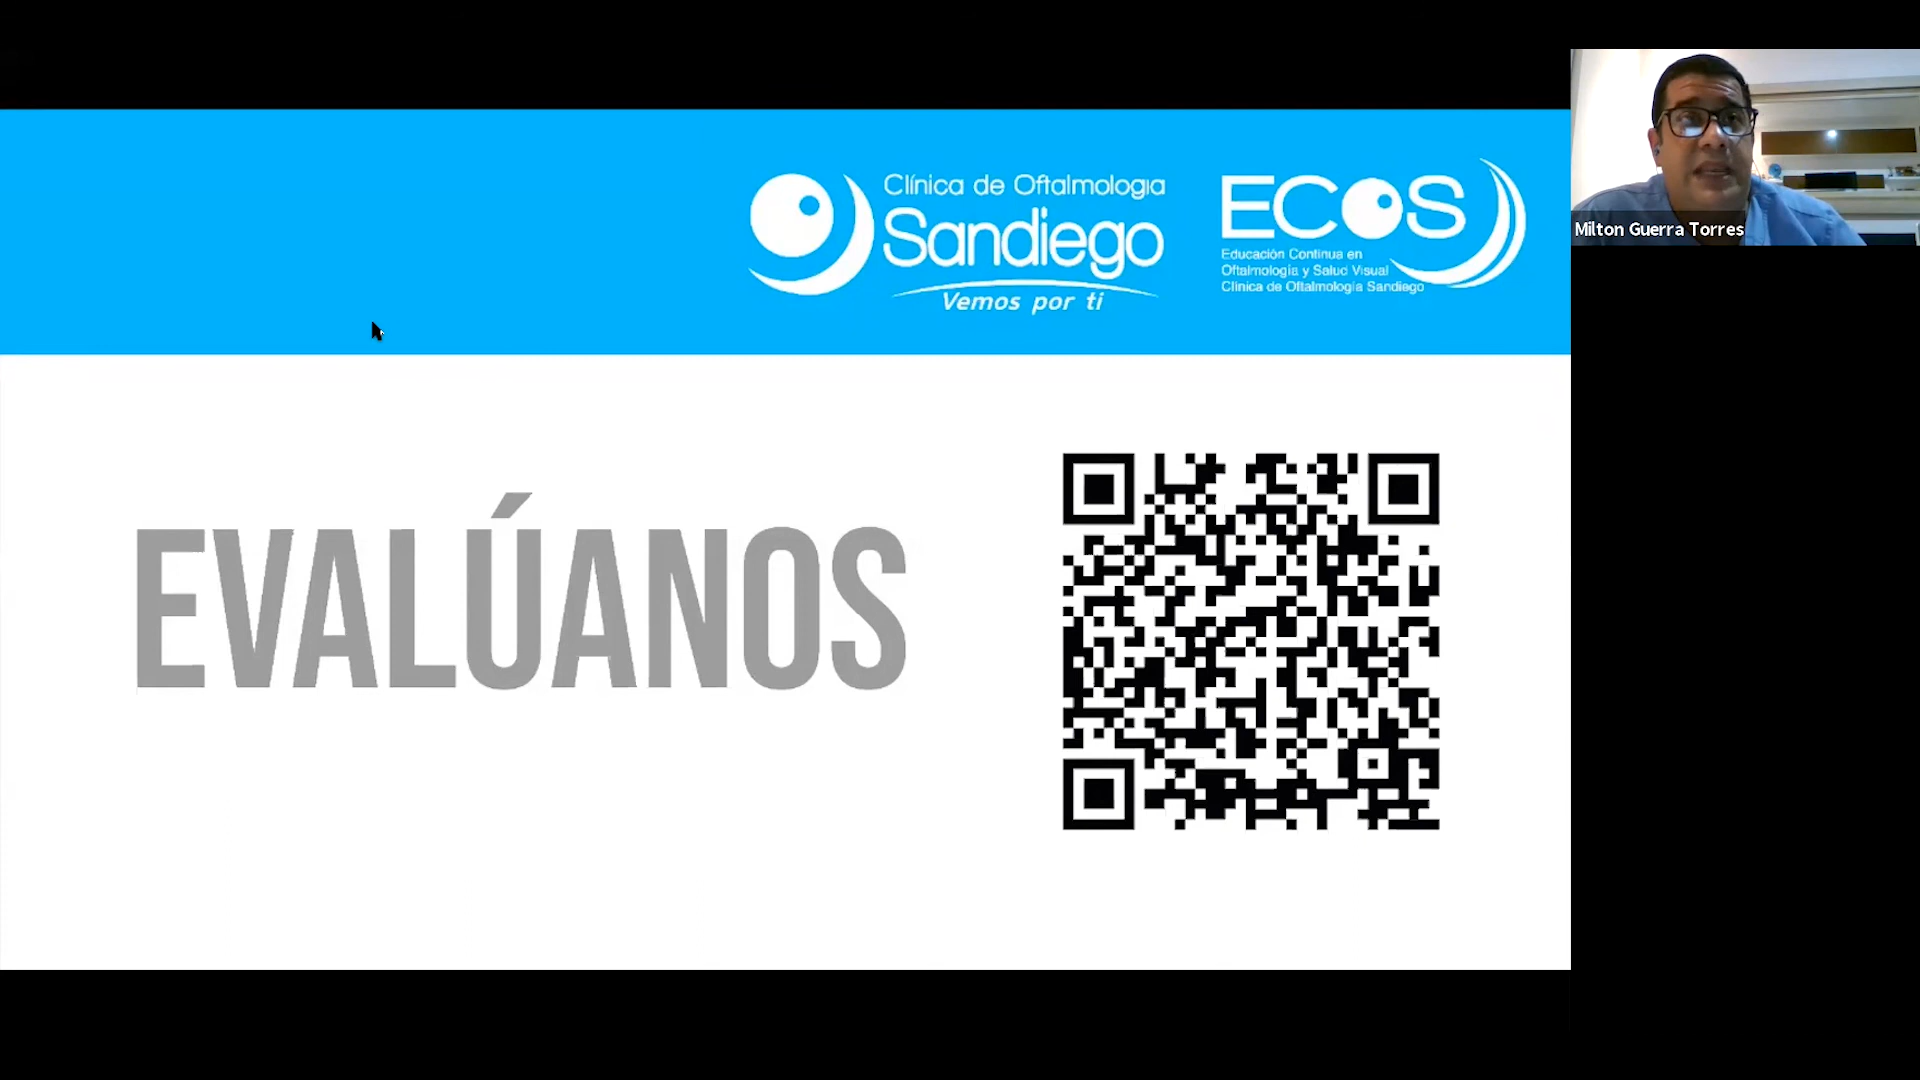 Clínica de Oftalmología
Sandiego
Vemos por ti
ECOS
Educación Continua en
Oftalmología y Salud Visual
Clínica de Oftalmología Sandiego
Milton Guerra Torres
EVALÚANOS